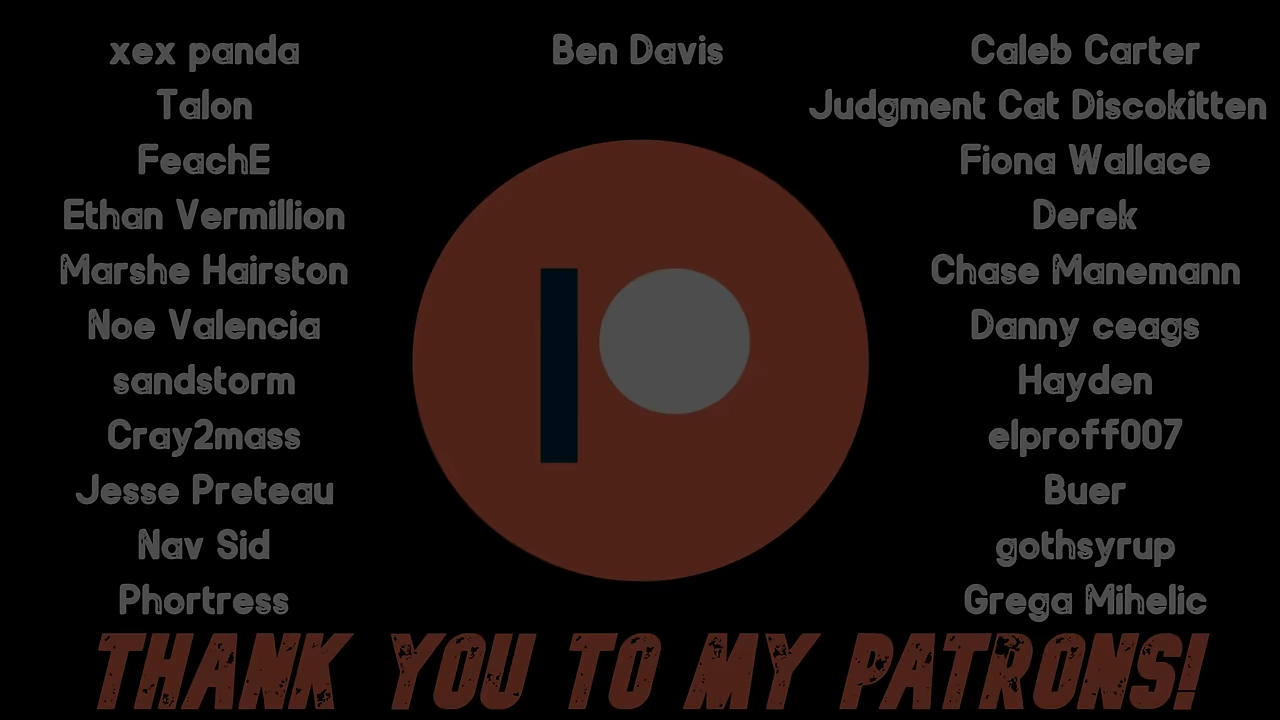 xex panda
Talon
FeachE
Ethan Vermillion
Marshe Hairston
Noe Valencia
sandstorm
Cray2mass
Jesse Preteau
Nav Sid
Phortress
Ben Davis
Caleb Carter
Judgment Cat Discokitten
Fiona Wallace
Derek
Chase Manemann
Danny ceags
Hayden
elproff007
Buer
gothsyrup
Grega Mihelic
THANK YOU TO MY PATRONS!